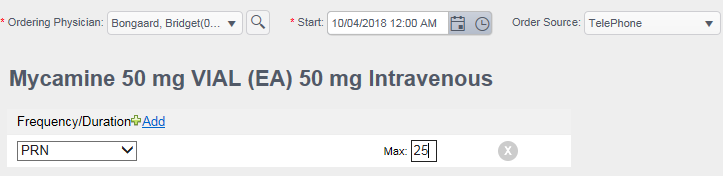 * Ordering Physician: Bongaard, Bridget(0... * Start: 10/04/2018 12:00 AM Order Source: TelePhone
Mycamine 50 mg VIAL (EA) 50 mg Intravenous
Frequency/Duration Add
PRN Max: 25 X